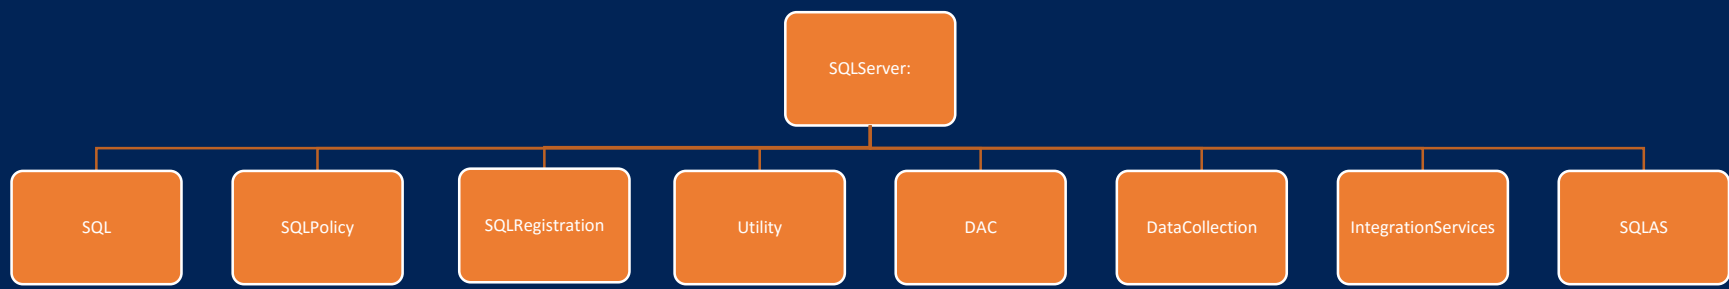 SQLServer:
SQL
SQLPolicy
SQLRegistration
Utility
DAC
DataCollection
IntegrationServices
SQLAS